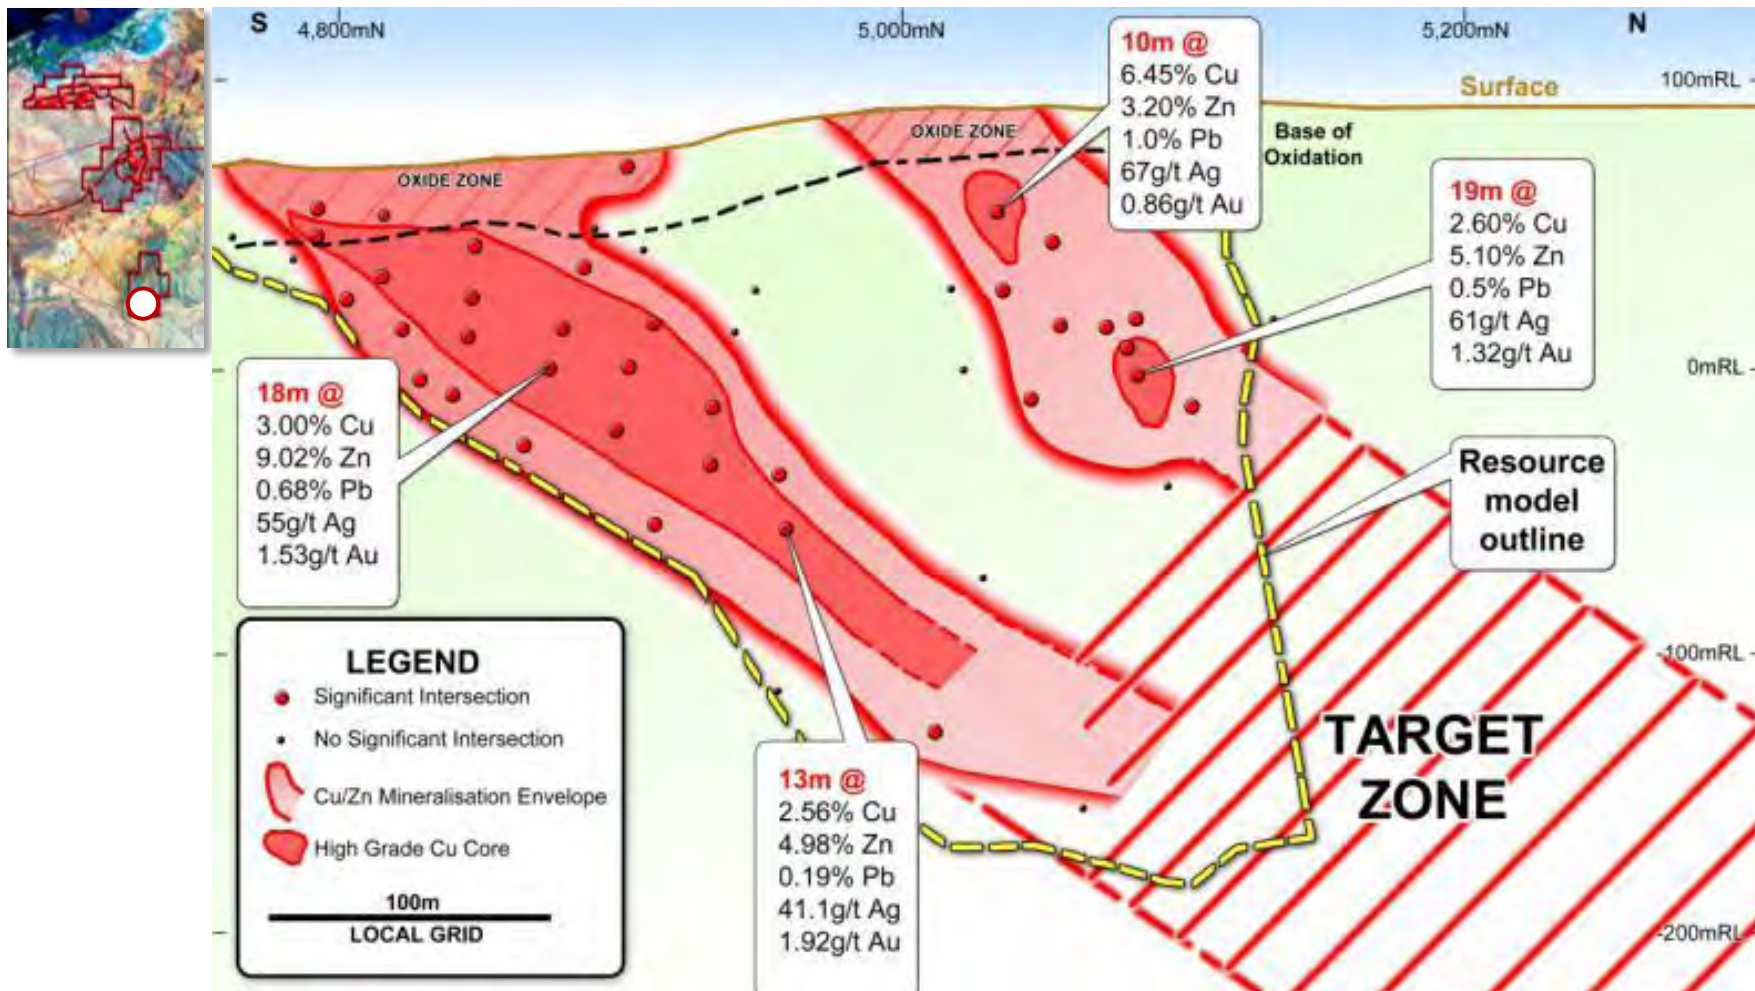 S
4,800mN
5,000mN
5,200mN
N
100mRL
Surface
10m @
6.45% Cu
3.20% Zn
1.0% Pb
67g/t Ag
0.86g/t Au
OXIDE ZONE
Base of
Oxidation
OXIDE ZONE
19m @
2.60% Cu
5.10% Zn
0.5% Pb
61g/t Ag
1.32g/t Au
0mRL
18m @
3.00% Cu
9.02% Zn
0.68% Pb
55g/t Ag
1.53g/t Au
Resource
model
outline
-100mRL
TARGET
ZONE
13m @
2.56% Cu
4.98% Zn
0.19% Pb
41.1g/t Ag
1.92g/t Au
-200mRL
LEGEND
Significant Intersection
No Significant Intersection
Cu/Zn Mineralisation Envelope
High Grade Cu Core
100m
LOCAL GRID